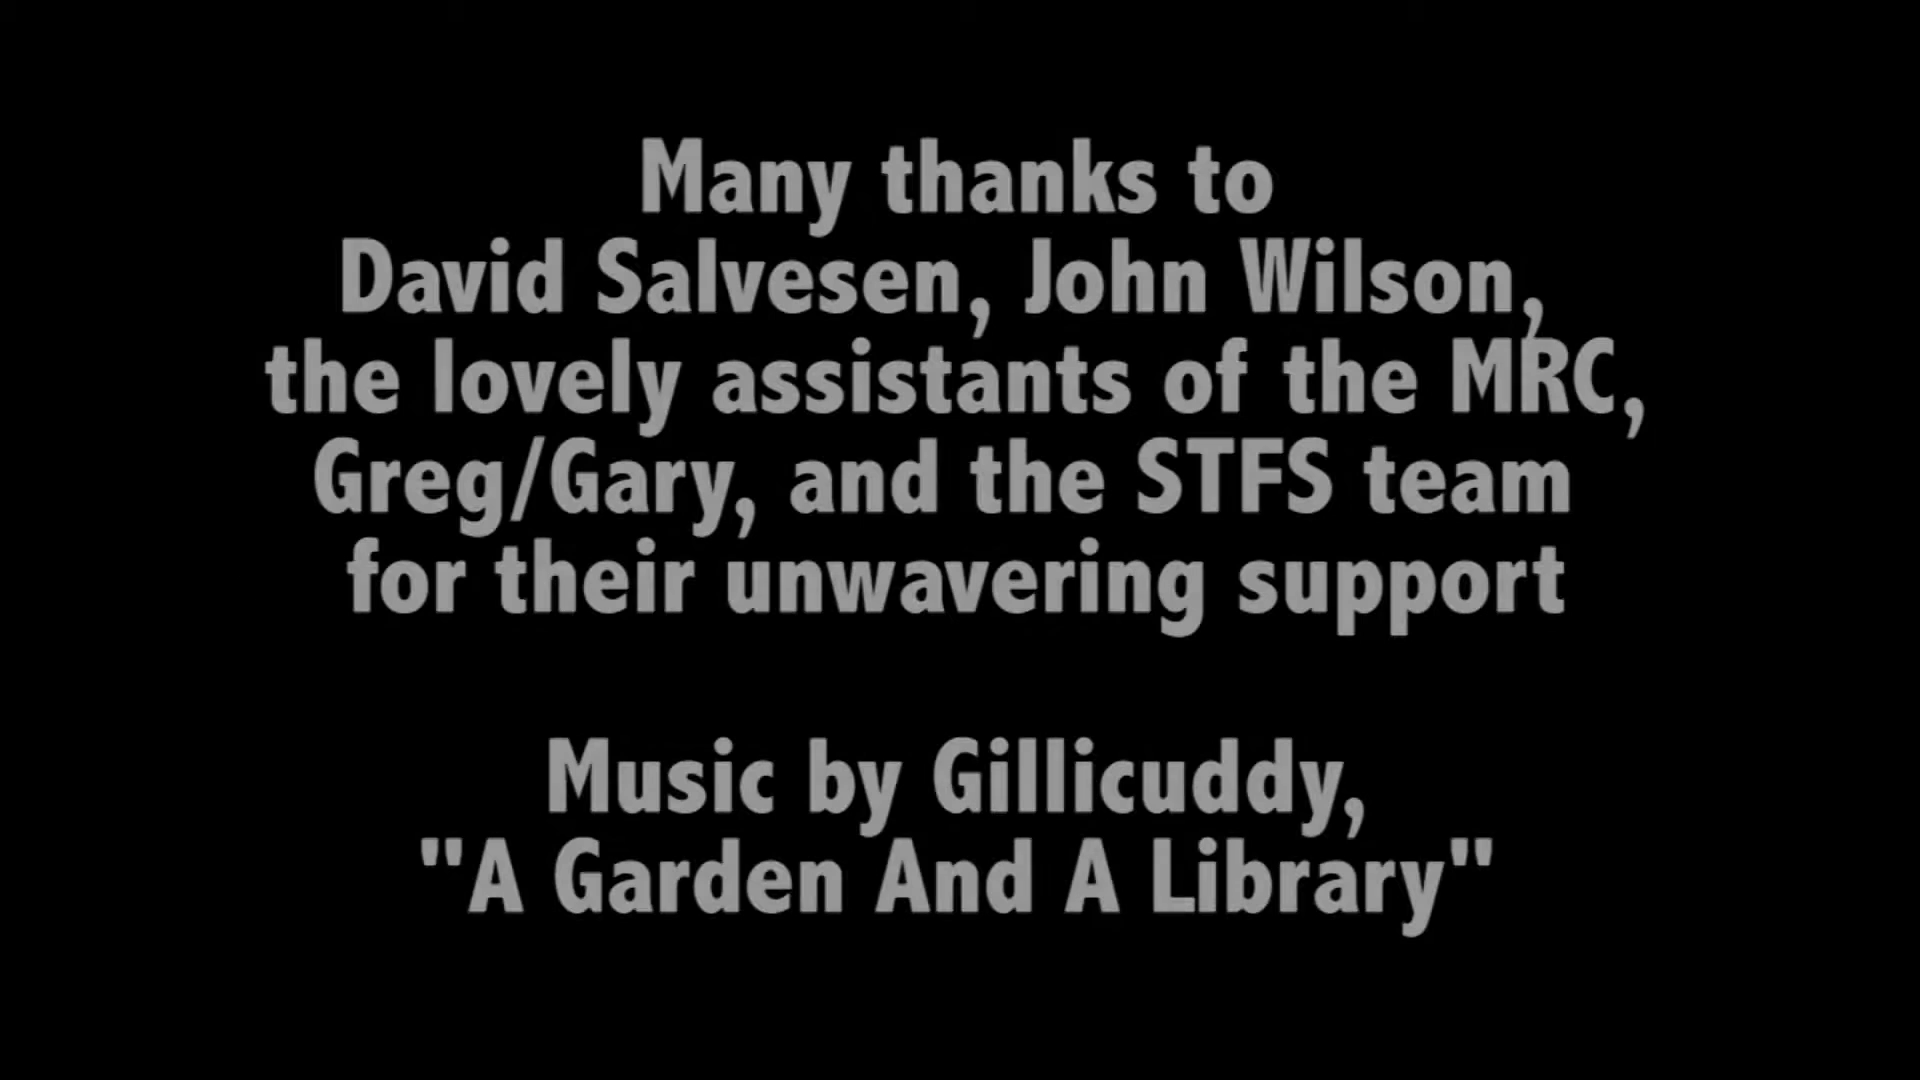 Many thanks to
David Salvesen, John Wilson,
the lovely assistants of the MRC,
Greg/Gary, and the STFS team
for their unwavering support
Music by Gillicuddy,
"A Garden And A Library"